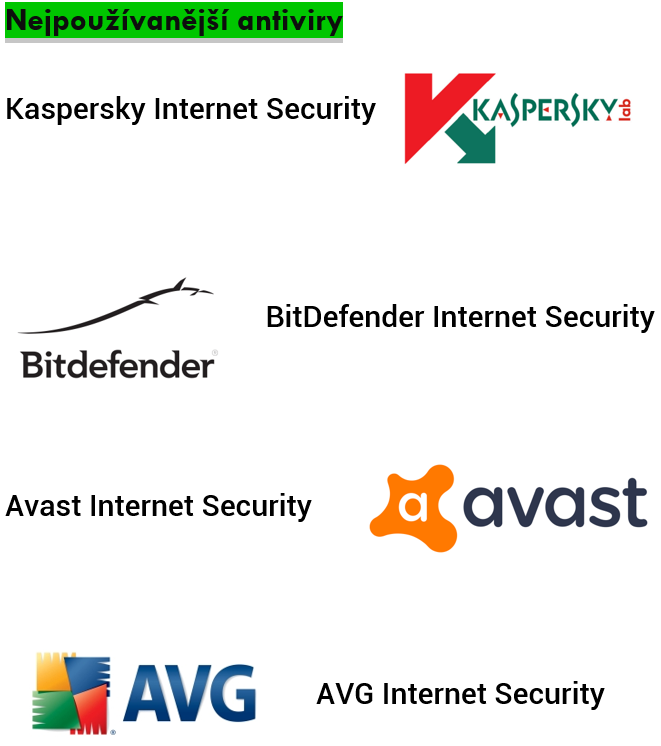 Nejpoužívanější antiviry
Kaspersky Internet Security
KASPERSKY lab
BitDefender Internet Security
Bitdefender®
Avast Internet Security
a avast
AVG®
AVG Internet Security